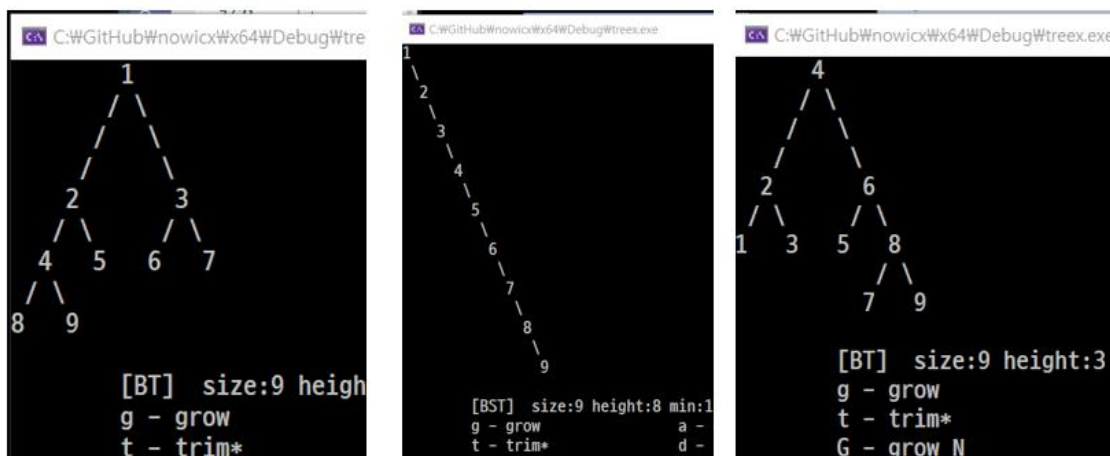 C:₩GitHub₩nowicx₩x64₩Debug₩tre
1
/ \
/ \
/ \
2 3
/ \ / \
4 5 6 7
/ \
8 9
[BT] size:9 heigh
g - grow
t - trim*
C:₩GitHub₩nowicx₩x64₩Debug₩treex.exe
1
\
2
\
3
\
4
\
5
\
6
\
7
\
8
\
9
[BST] size:9 height:8 min:1
g - grow a -
t - trim* d -
C:₩GitHub₩nowicx₩x64₩Debug₩treex.exe
4
/ \
/ \
/ \
2 6
/ \ / \
1 3 5 8
/ \
7 9
[BT] size:9 height:3
g - grow
t - trim*
G - grow N